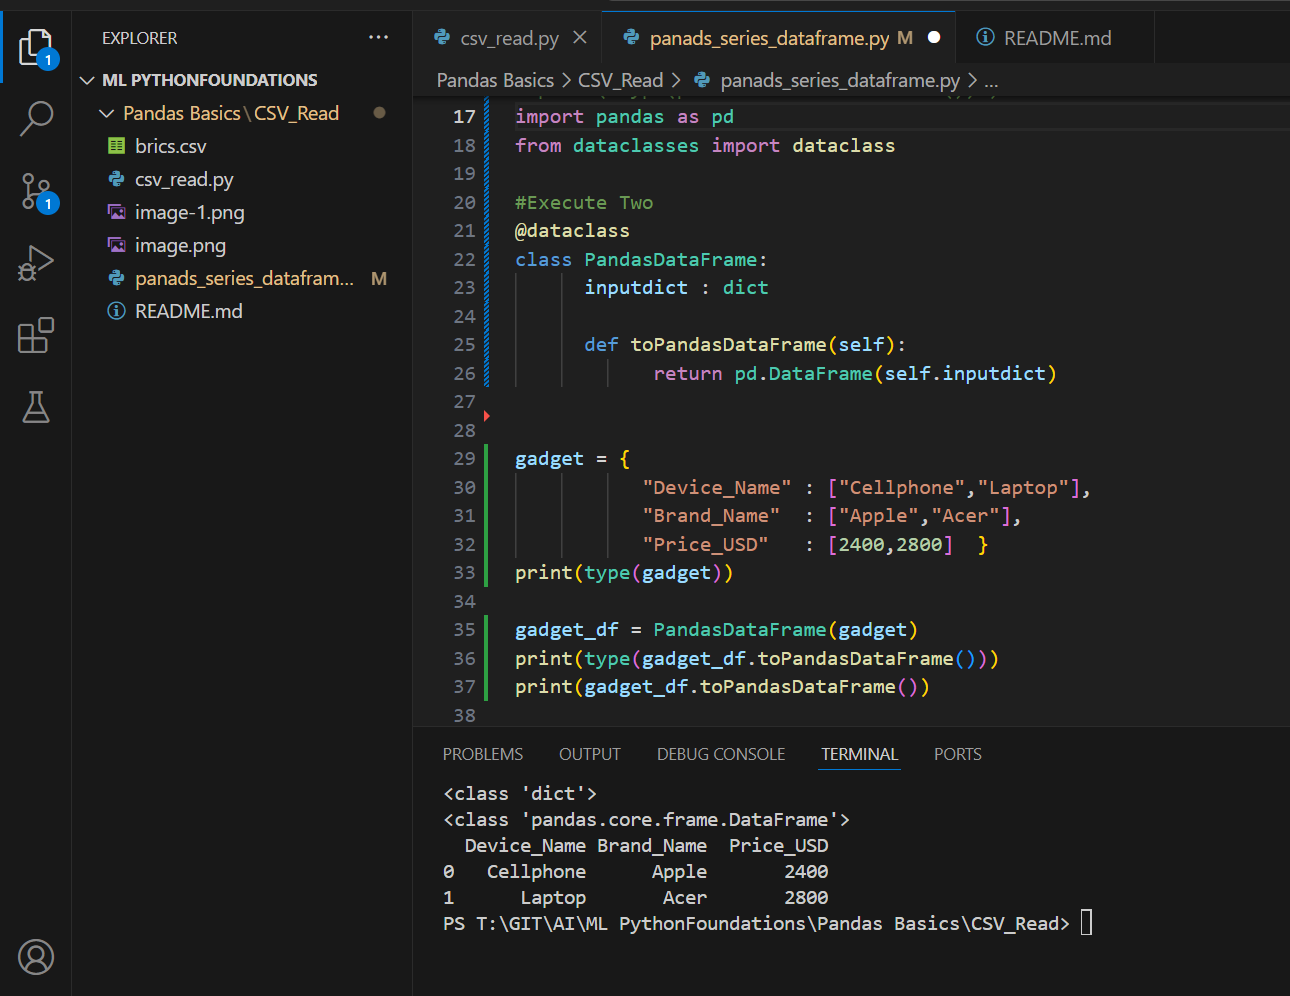 EXPLORER ...
ML PYTHONFOUNDATIONS
Pandas Basics\CSV_Read
brics.csv
csv_read.py
image-1.png
image.png
panads_series_datafram... M
README.md
1
1
csv_read.py
panads_series_dataframe.py M
README.md
Pandas Basics > CSV_Read > panads_series_dataframe.py > ...
17 import pandas as pd
18 from dataclasses import dataclass
19
20 #Execute Two
21 @dataclass
22 class PandasDataFrame:
23 inputdict : dict
24
25 def toPandasDataFrame(self):
26 return pd.DataFrame(self.inputdict)
27
28
29 gadget = {
30 "Device_Name" : ["Cellphone","Laptop"],
31 "Brand_Name" : ["Apple","Acer"],
32 "Price_USD" : [2400,2800] }
33 print(type(gadget))
34
35 gadget_df = PandasDataFrame(gadget)
36 print(type(gadget_df.toPandasDataFrame()))
37 print(gadget_df.toPandasDataFrame())
38
PROBLEMS OUTPUT DEBUG CONSOLE TERMINAL PORTS
<class 'dict'>
<class 'pandas.core.frame.DataFrame'>
Device_Name Brand_Name Price_USD
0 Cellphone Apple 2400
1 Laptop Acer 2800
PS T:\GIT\AI\ML PythonFoundations\Pandas Basics\CSV_Read>